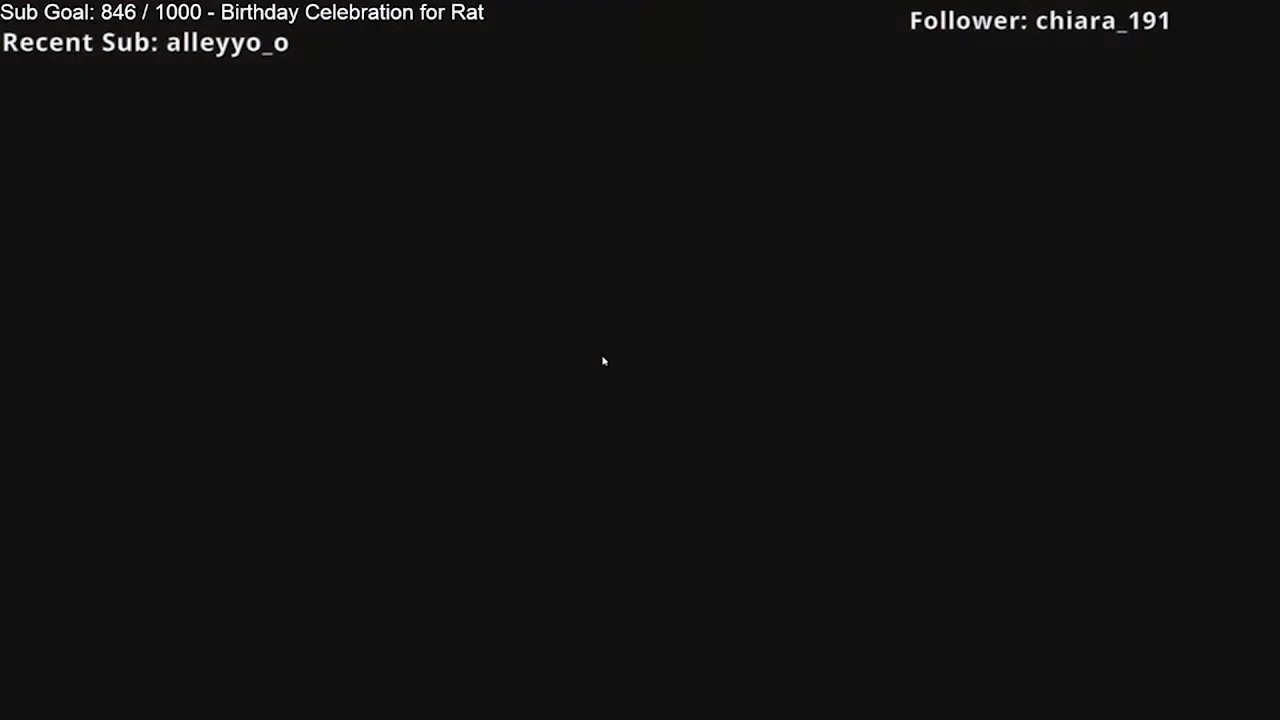 Sub Goal: 846 / 1000 - Birthday Celebration for Rat
Follower: chiara_191
Recent Sub: alleyyo_o